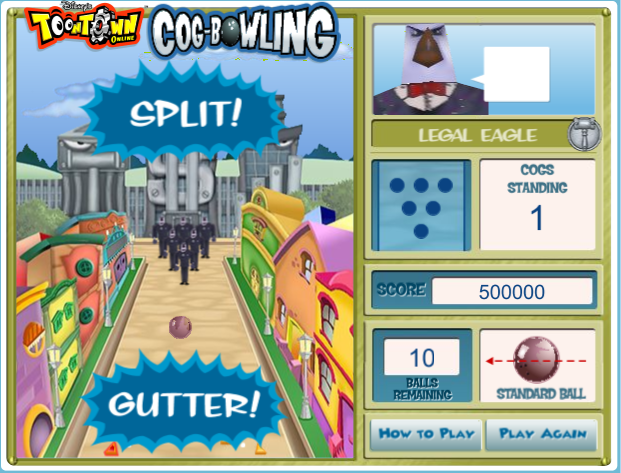 Disney's
TOONTOWN
ONLINE
COG-BOWLING
SPLIT!
GUTTER!
LEGAL EAGLE
COGS
STANDING
1
SCORE 500000
10
BALLS
REMAINING
STANDARD BALL
HOW TO PLAY
PLAY AGAIN